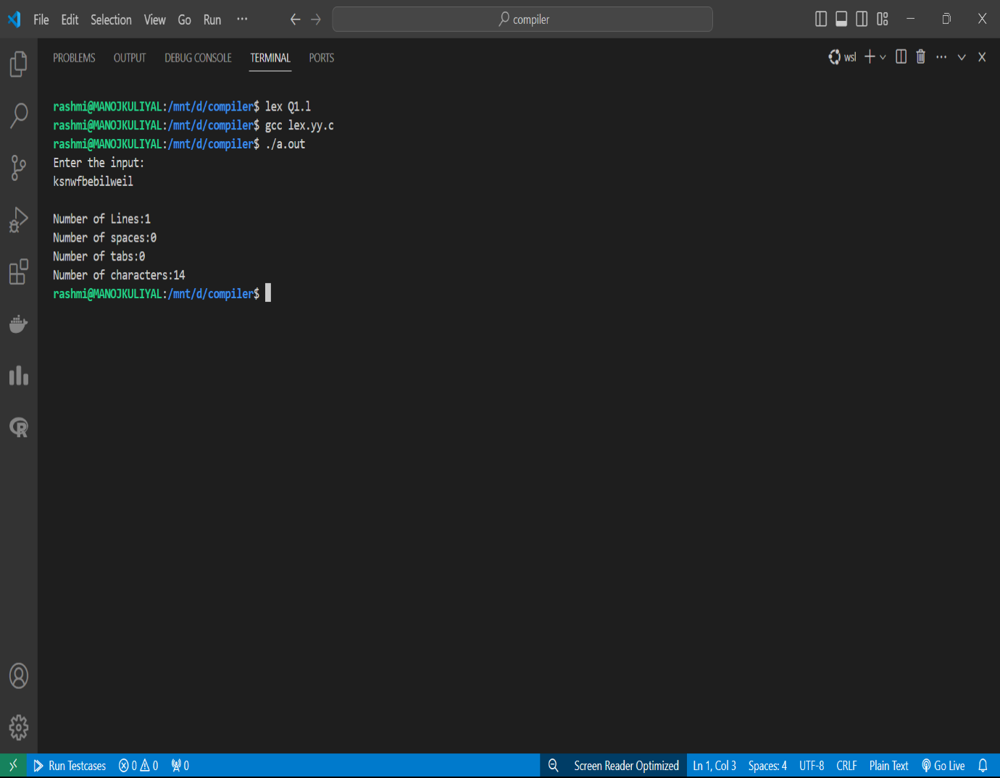 File Edit Selection View Go Run ··· compiler
PROBLEMS OUTPUT DEBUG CONSOLE TERMINAL PORTS wsl
rashmi@MANOJKULIYAL:/mnt/d/compiler$ lex Q1.l
rashmi@MANOJKULIYAL:/mnt/d/compiler$ gcc lex.yy.c
rashmi@MANOJKULIYAL:/mnt/d/compiler$ ./a.out
Enter the input:
ksnwfbebilweil
Number of Lines:1
Number of spaces:0
Number of tabs:0
Number of characters:14
rashmi@MANOJKULIYAL:/mnt/d/compiler$
Run Testcases 0 0 0 Screen Reader Optimized Ln 1, Col 3 Spaces: 4 UTF-8 CRLF Plain Text Go Live